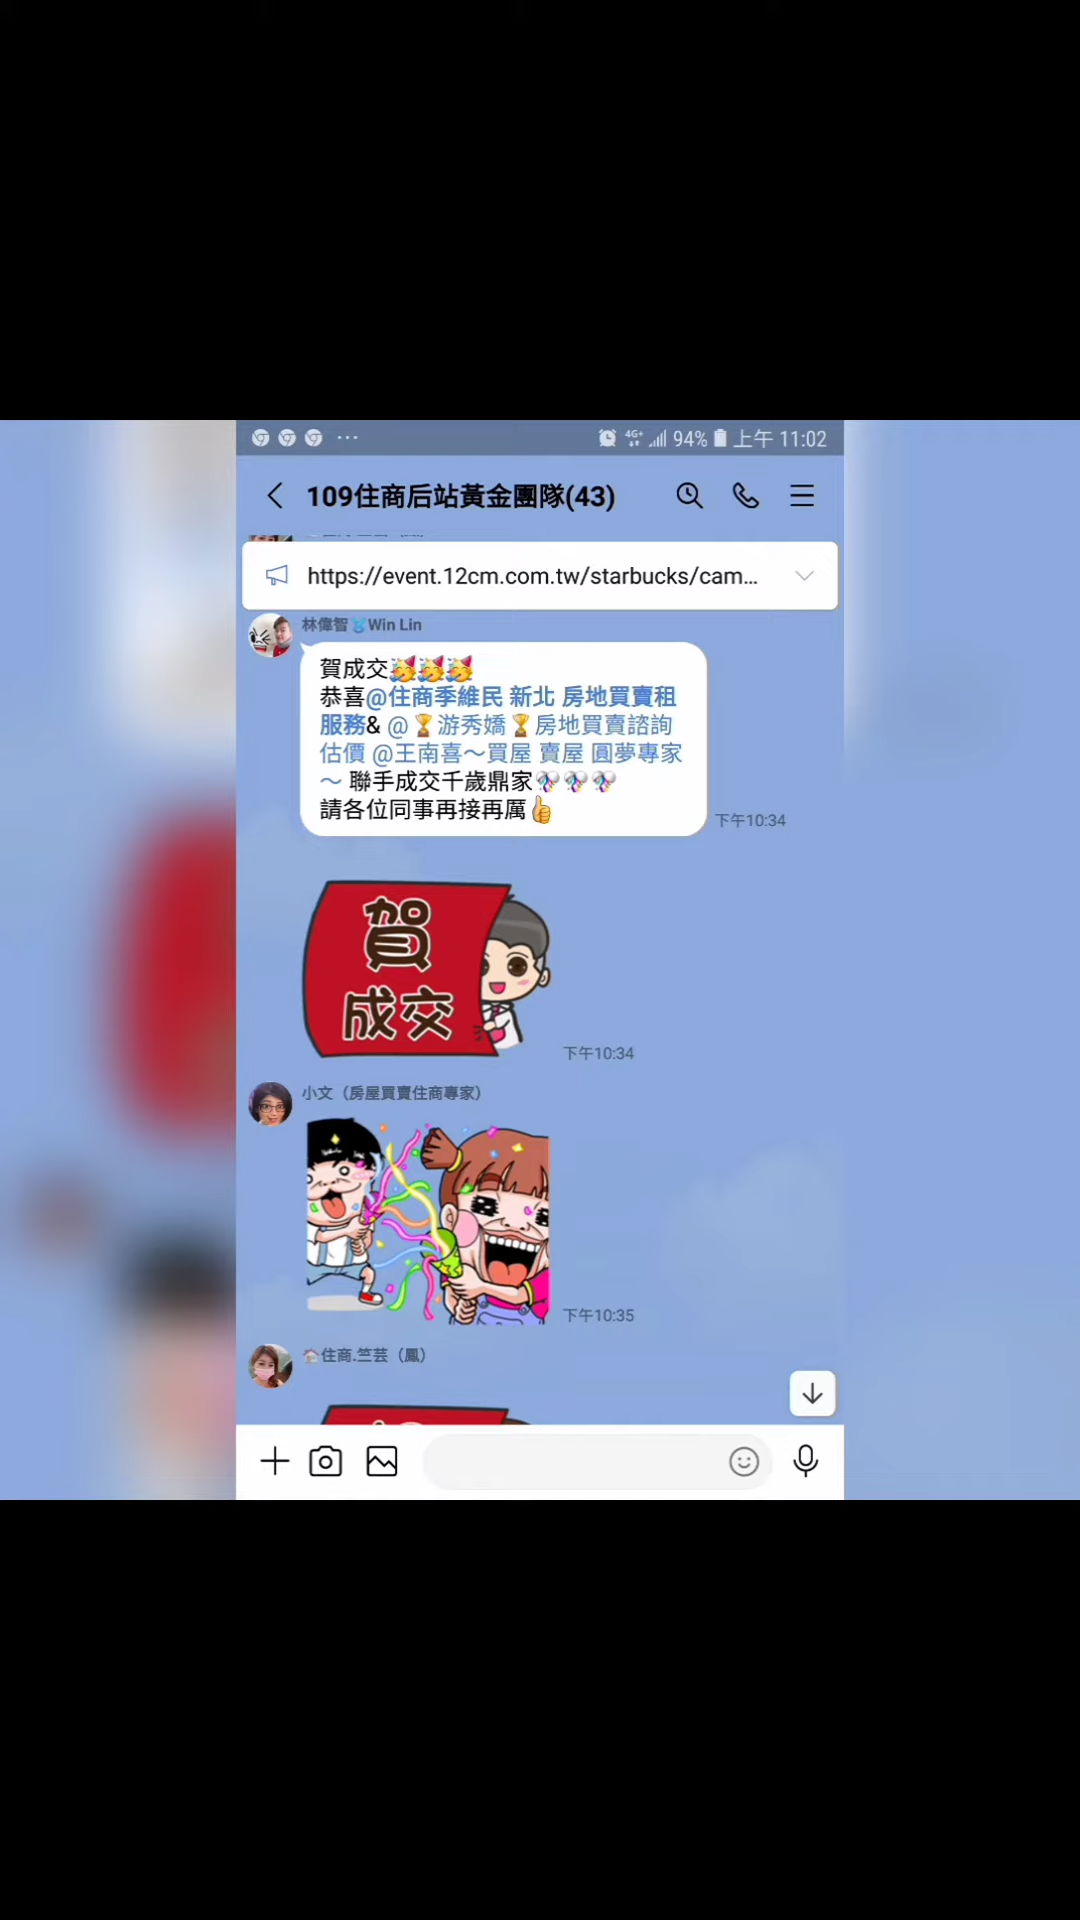 94% 上午 11:02
109住商后站黃金團隊(43)
https://event.12cm.com.tw/starbucks/cam...
林偉智 Win Lin
賀成交🥳🥳🥳
恭喜@住商季維民 新北 房地買賣租
服務& @🏆游秀嬌🏆房地買賣諮詢
估價 @王南喜～買屋 賣屋 圓夢專家
～ 聯手成交千歲鼎家🎊🎊🎊
請各位同事再接再厲👍
下午10:34
賀
成交
下午10:34
小文（房屋買賣住商專家）
下午10:35
🏠住商.竺芸（鳳）